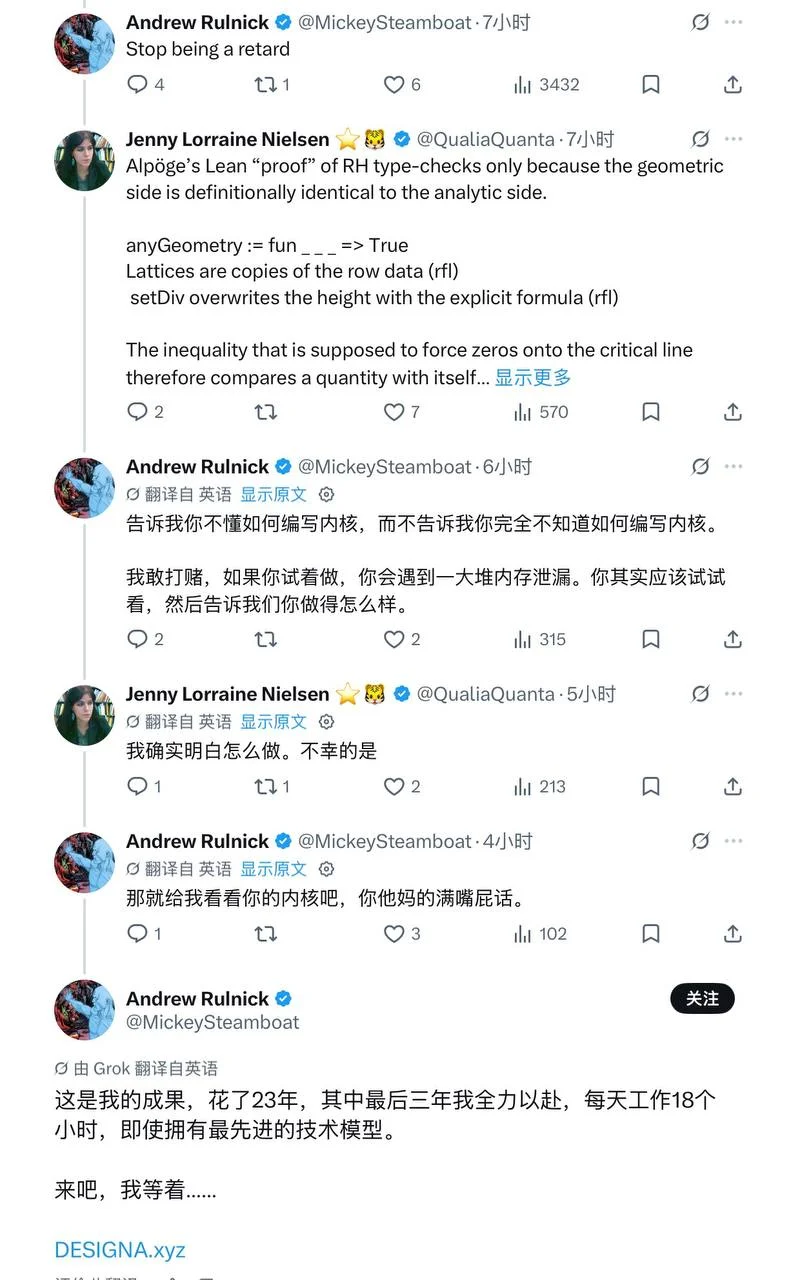 Andrew Rulnick @MickeySteamboat · 7小时
Stop being a retard
4 1 6 3432
Jenny Lorraine Nielsen ⭐🐯 @QualiaQuanta · 7小时
Alpöge’s Lean “proof” of RH type-checks only because the geometric
side is definitionally identical to the analytic side.
anyGeometry := fun _ _ _ => True
Lattices are copies of the row data (rfl)
setDiv overwrites the height with the explicit formula (rfl)
The inequality that is supposed to force zeros onto the critical line
therefore compares a quantity with itself... 显示更多
2 7 570
Andrew Rulnick @MickeySteamboat · 6小时
翻译自 英语 显示原文
告诉我你不懂如何编写内核，而不告诉我你完全不知道如何编写内核。
我敢打赌，如果你试着做，你会遇到一大堆内存泄漏。你其实应该试试
看，然后告诉我们你做得怎么样。
2 2 315
Jenny Lorraine Nielsen ⭐🐯 @QualiaQuanta · 5小时
翻译自 英语 显示原文
我确实明白怎么做。不幸的是
1 1 2 213
Andrew Rulnick @MickeySteamboat · 4小时
翻译自 英语 显示原文
那就给我看看你的内核吧，你他妈的满嘴屁话。
1 3 102
Andrew Rulnick 关注
@MickeySteamboat
由 Grok 翻译自英语
这是我的成果，花了23年，其中最后三年我全力以赴，每天工作18个
小时，即使拥有最先进的技术模型。
来吧，我等着......
DESIGNA.xyz